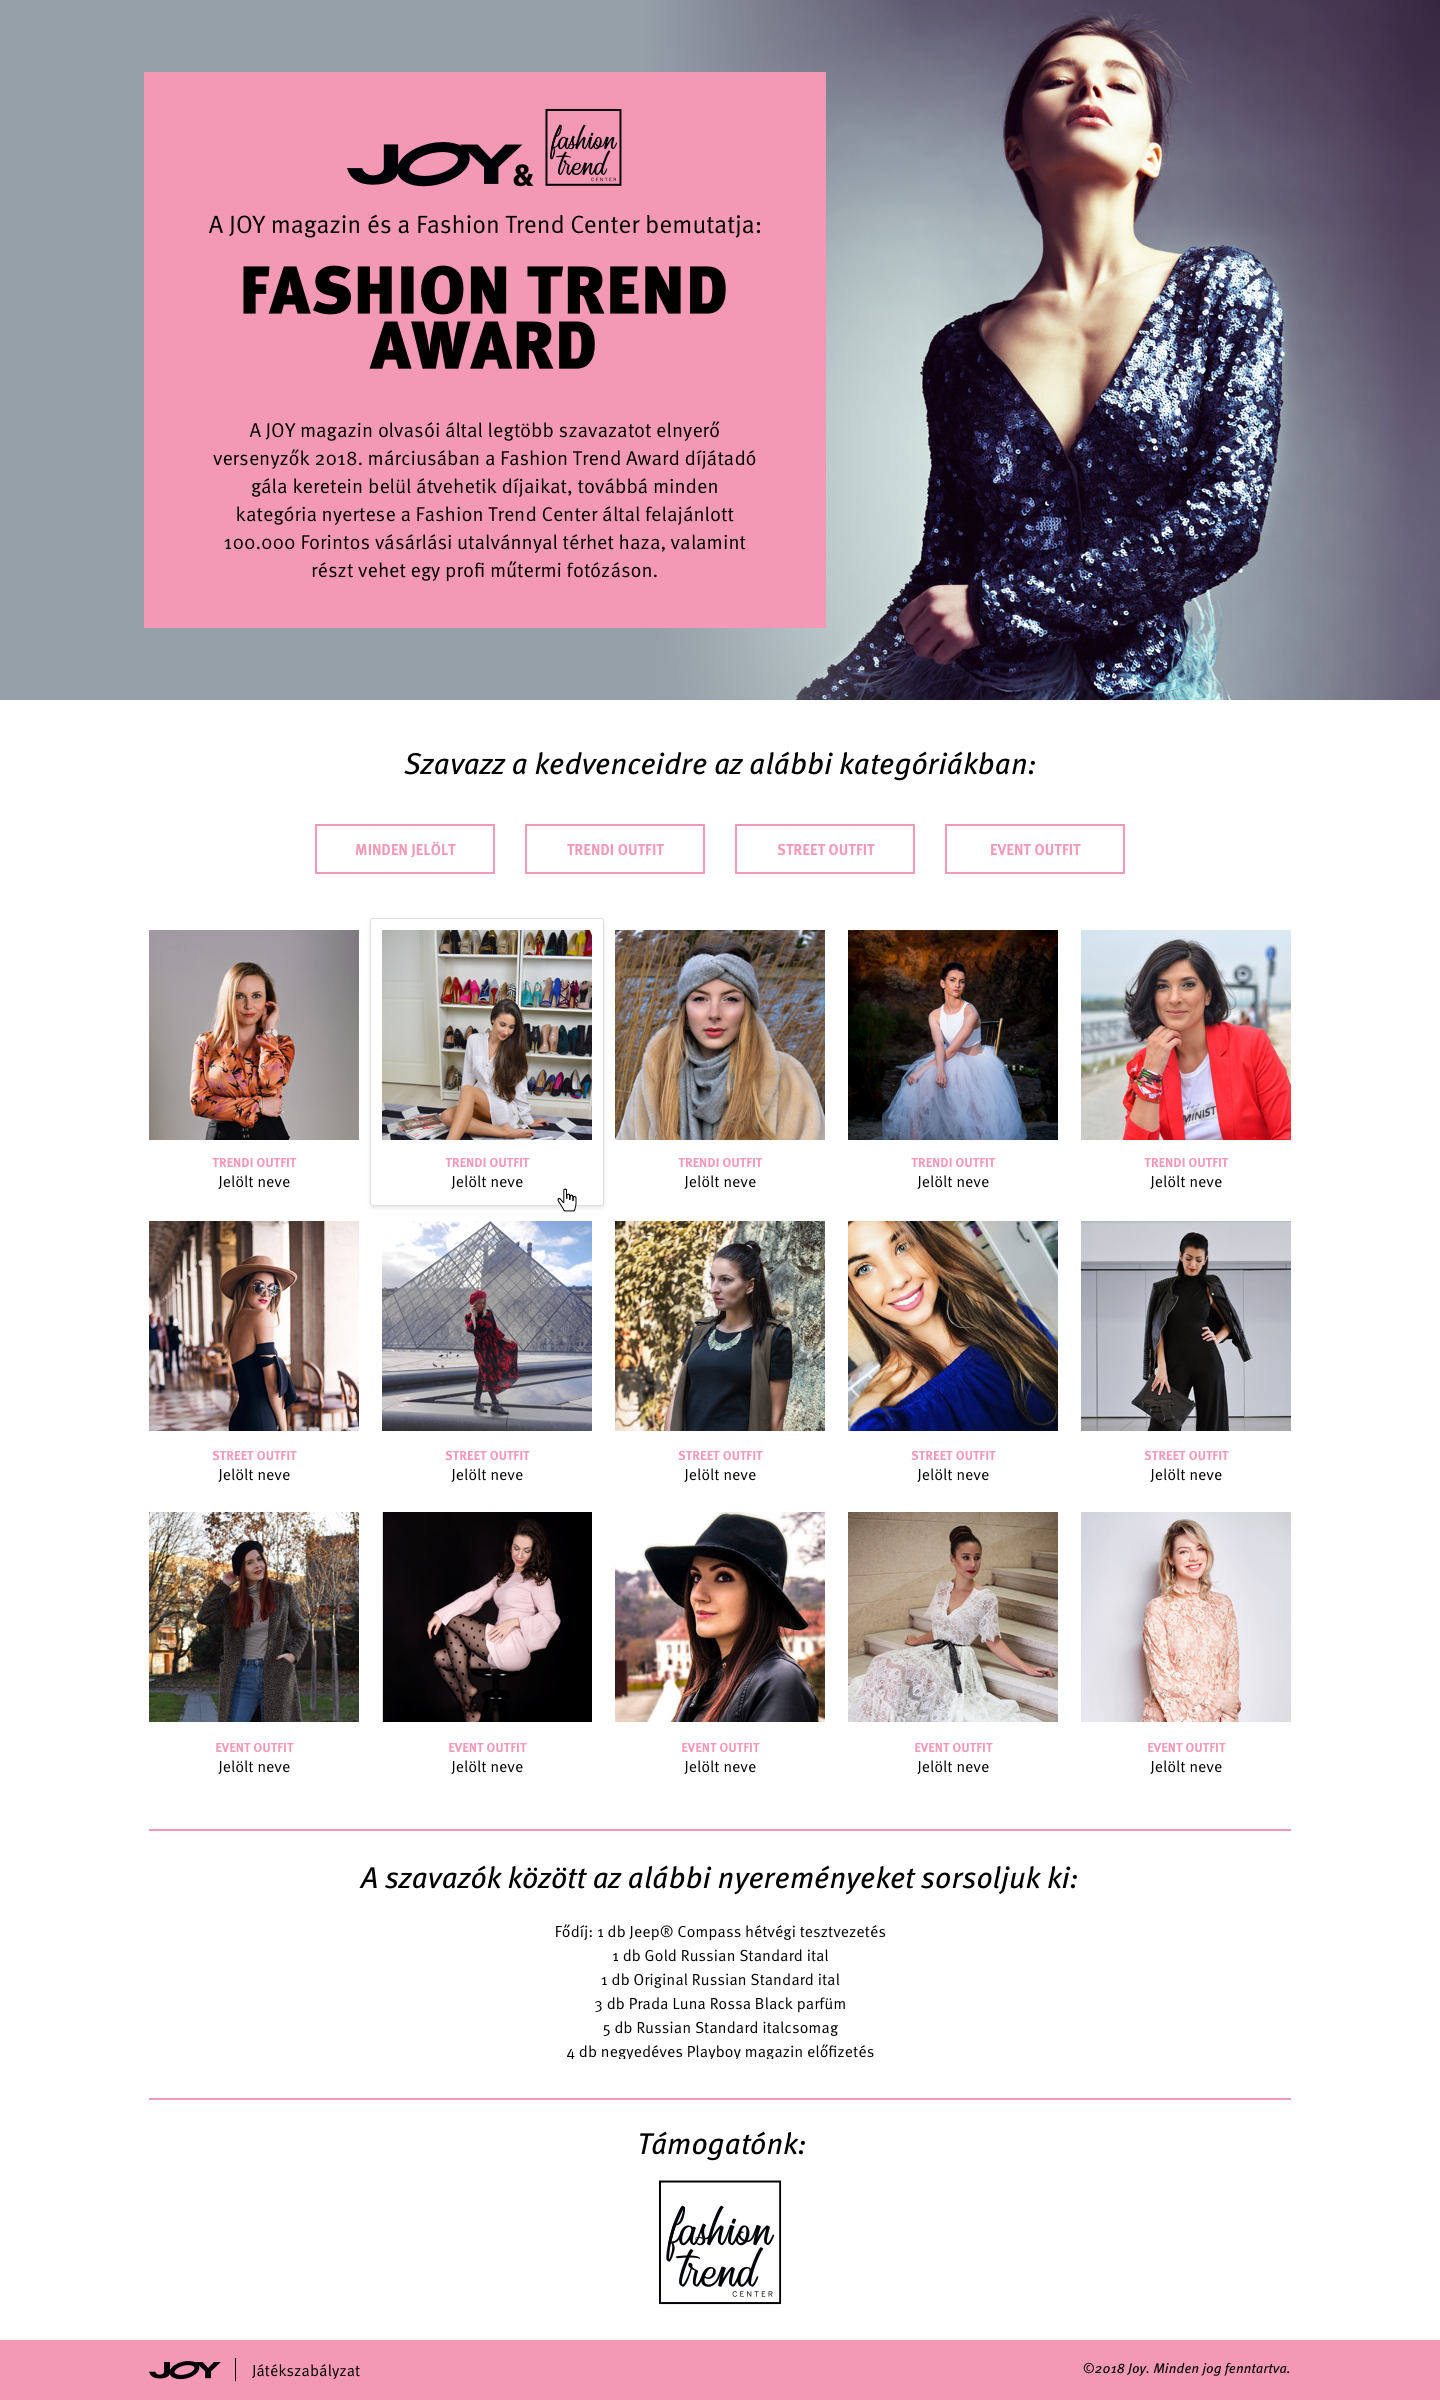 JOY & fashion trend CENTER
A JOY magazin és a Fashion Trend Center bemutatja:
FASHION TREND
AWARD
A JOY magazin olvasói által legtöbb szavazatot elnyerő
versenyzők 2018. márciusában a Fashion Trend Award díjátadó
gála keretein belül átvehetik díjaikat, továbbá minden
kategória nyertese a Fashion Trend Center által felajánlott
100.000 Forintos vásárlási utalvánnyal térhet haza, valamint
részt vehet egy profi műtermi fotózáson.
Szavazz a kedvenceidre az alábbi kategóriákban:
MINDEN JELÖLT TRENDI OUTFIT STREET OUTFIT EVENT OUTFIT
MINIST
TRENDI OUTFIT TRENDI OUTFIT TRENDI OUTFIT TRENDI OUTFIT TRENDI OUTFIT
Jelölt neve Jelölt neve Jelölt neve Jelölt neve Jelölt neve
STREET OUTFIT STREET OUTFIT STREET OUTFIT STREET OUTFIT STREET OUTFIT
Jelölt neve Jelölt neve Jelölt neve Jelölt neve Jelölt neve
EVENT OUTFIT EVENT OUTFIT EVENT OUTFIT EVENT OUTFIT EVENT OUTFIT
Jelölt neve Jelölt neve Jelölt neve Jelölt neve Jelölt neve
A szavazók között az alábbi nyereményeket sorsoljuk ki:
Fődíj: 1 db Jeep® Compass hétvégi tesztvezetés
1 db Gold Russian Standard ital
1 db Original Russian Standard ital
3 db Prada Luna Rossa Black parfüm
5 db Russian Standard italcsomag
4 db negyedéves Playboy magazin előfizetés
Támogatónk:
fashion
trend
CENTER
JOY Játékszabályzat ©2018 Joy. Minden jog fenntartva.